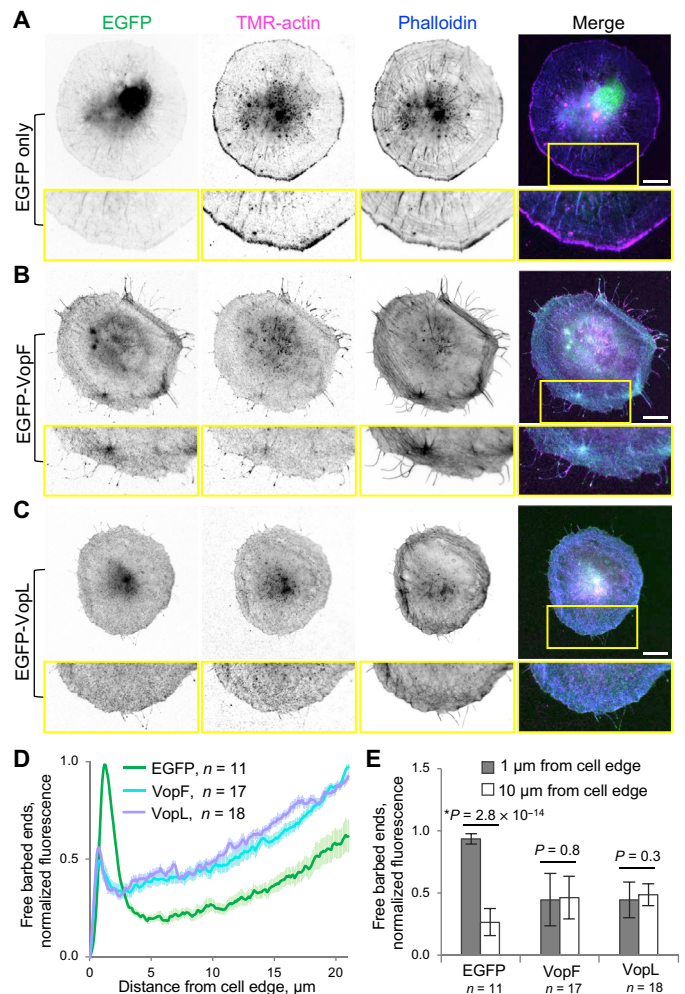 A
EGFP
TMR-actin
Phalloidin
Merge
EGFP only
B
EGFP-VopF
C
EGFP-VopL
D
Free barbed ends,
normalized fluorescence
1.0
0.5
0.0
EGFP, n = 11
VopF, n = 17
VopL, n = 18
0
5
10
15
20
Distance from cell edge, µm
E
Free barbed ends,
normalized fluorescence
1.5
1.0
0.5
0.0
1 µm from cell edge
10 µm from cell edge
*P = 2.8 × 10⁻¹⁴
P = 0.8
P = 0.3
EGFP
VopF
VopL
n = 11
n = 17
n = 18